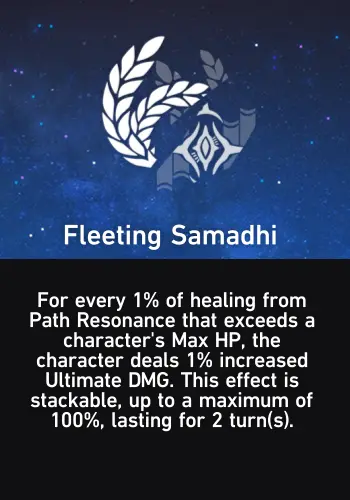 Fleeting Samadhi
For every 1% of healing from
Path Resonance that exceeds a
character's Max HP, the
character deals 1% increased
Ultimate DMG. This effect is
stackable, up to a maximum of
100%, lasting for 2 turn(s).